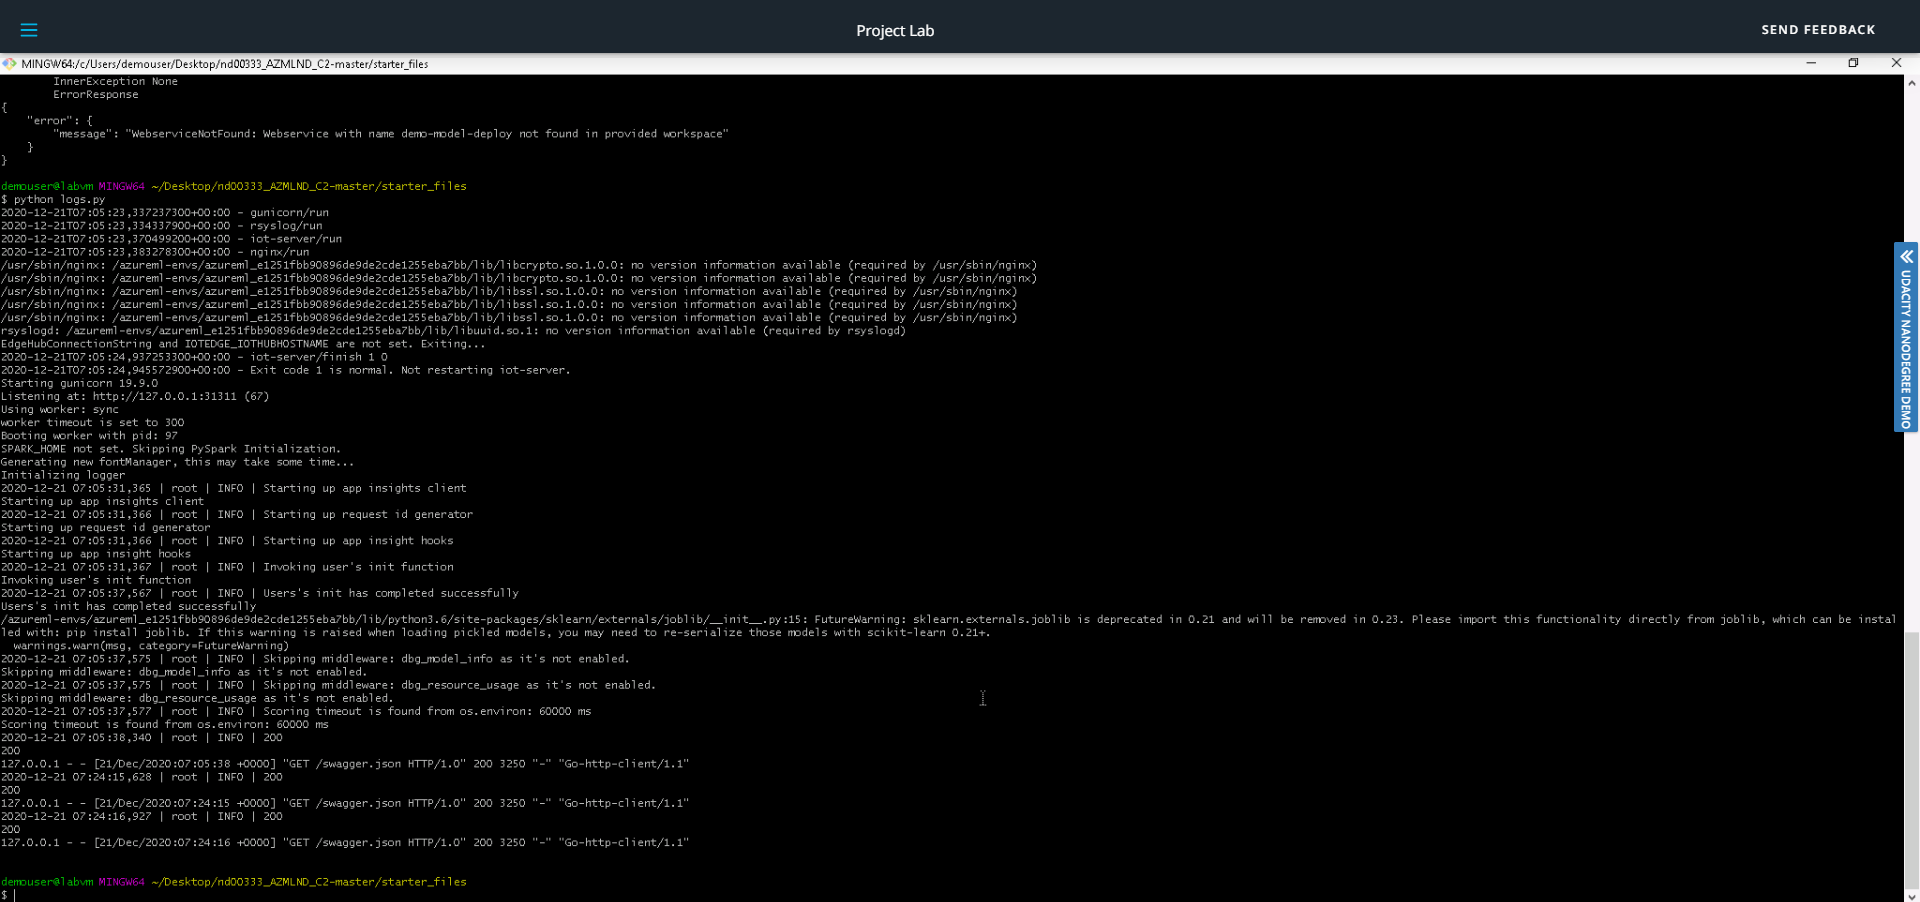 Project Lab
SEND FEEDBACK
MINGW64:/c/Users/demouser/Desktop/nd00333_AZMLND_C2-master/starter_files
        InnerException None
        ErrorResponse
{
    "error": {
        "message": "WebserviceNotFound: Webservice with name demo-model-deploy not found in provided workspace"
    }
}
demouser@labvm MINGW64 ~/Desktop/nd00333_AZMLND_C2-master/starter_files
$ python logs.py
2020-12-21T07:05:23,337237300+00:00 - gunicorn/run
2020-12-21T07:05:23,334337900+00:00 - rsyslog/run
2020-12-21T07:05:23,370499200+00:00 - iot-server/run
2020-12-21T07:05:23,383278300+00:00 - nginx/run
/usr/sbin/nginx: /azureml-envs/azureml_e1251fbb90896de9de2cde1255eba7bb/lib/libcrypto.so.1.0.0: no version information available (required by /usr/sbin/nginx)
/usr/sbin/nginx: /azureml-envs/azureml_e1251fbb90896de9de2cde1255eba7bb/lib/libcrypto.so.1.0.0: no version information available (required by /usr/sbin/nginx)
/usr/sbin/nginx: /azureml-envs/azureml_e1251fbb90896de9de2cde1255eba7bb/lib/libssl.so.1.0.0: no version information available (required by /usr/sbin/nginx)
/usr/sbin/nginx: /azureml-envs/azureml_e1251fbb90896de9de2cde1255eba7bb/lib/libssl.so.1.0.0: no version information available (required by /usr/sbin/nginx)
/usr/sbin/nginx: /azureml-envs/azureml_e1251fbb90896de9de2cde1255eba7bb/lib/libssl.so.1.0.0: no version information available (required by /usr/sbin/nginx)
rsyslogd: /azureml-envs/azureml_e1251fbb90896de9de2cde1255eba7bb/lib/libuuid.so.1: no version information available (required by rsyslogd)
EdgeHubConnectionString and IOTEDGE_IOTHUBHOSTNAME are not set. Exiting...
2020-12-21T07:05:24,937253300+00:00 - iot-server/finish 1 0
2020-12-21T07:05:24,945572900+00:00 - Exit code 1 is normal. Not restarting iot-server.
Starting gunicorn 19.9.0
Listening at: http://127.0.0.1:31311 (67)
Using worker: sync
worker timeout is set to 300
Booting worker with pid: 97
SPARK_HOME not set. Skipping PySpark Initialization.
Generating new fontManager, this may take some time...
Initializing logger
2020-12-21 07:05:31,365 | root | INFO | Starting up app insights client
Starting up app insights client
2020-12-21 07:05:31,366 | root | INFO | Starting up request id generator
Starting up request id generator
2020-12-21 07:05:31,366 | root | INFO | Starting up app insight hooks
Starting up app insight hooks
2020-12-21 07:05:31,367 | root | INFO | Invoking user's init function
Invoking user's init function
2020-12-21 07:05:37,567 | root | INFO | Users's init has completed successfully
Users's init has completed successfully
/azureml-envs/azureml_e1251fbb90896de9de2cde1255eba7bb/lib/python3.6/site-packages/sklearn/externals/joblib/__init__.py:15: FutureWarning: sklearn.externals.joblib is deprecated in 0.21 and will be removed in 0.23. Please import this functionality directly from joblib, which can be instal
led with: pip install joblib. If this warning is raised when loading pickled models, you may need to re-serialize those models with scikit-learn 0.21+.
  warnings.warn(msg, category=FutureWarning)
2020-12-21 07:05:37,575 | root | INFO | Skipping middleware: dbg_model_info as it's not enabled.
Skipping middleware: dbg_model_info as it's not enabled.
2020-12-21 07:05:37,575 | root | INFO | Skipping middleware: dbg_resource_usage as it's not enabled.
Skipping middleware: dbg_resource_usage as it's not enabled.
2020-12-21 07:05:37,577 | root | INFO | Scoring timeout is found from os.environ: 60000 ms
Scoring timeout is found from os.environ: 60000 ms
2020-12-21 07:05:38,340 | root | INFO | 200
200
127.0.0.1 - - [21/Dec/2020:07:05:38 +0000] "GET /swagger.json HTTP/1.0" 200 3250 "-" "Go-http-client/1.1"
2020-12-21 07:24:15,628 | root | INFO | 200
200
127.0.0.1 - - [21/Dec/2020:07:24:15 +0000] "GET /swagger.json HTTP/1.0" 200 3250 "-" "Go-http-client/1.1"
2020-12-21 07:24:16,927 | root | INFO | 200
200
127.0.0.1 - - [21/Dec/2020:07:24:16 +0000] "GET /swagger.json HTTP/1.0" 200 3250 "-" "Go-http-client/1.1"
demouser@labvm MINGW64 ~/Desktop/nd00333_AZMLND_C2-master/starter_files
$
UDACITY NANODEGREE DEMO